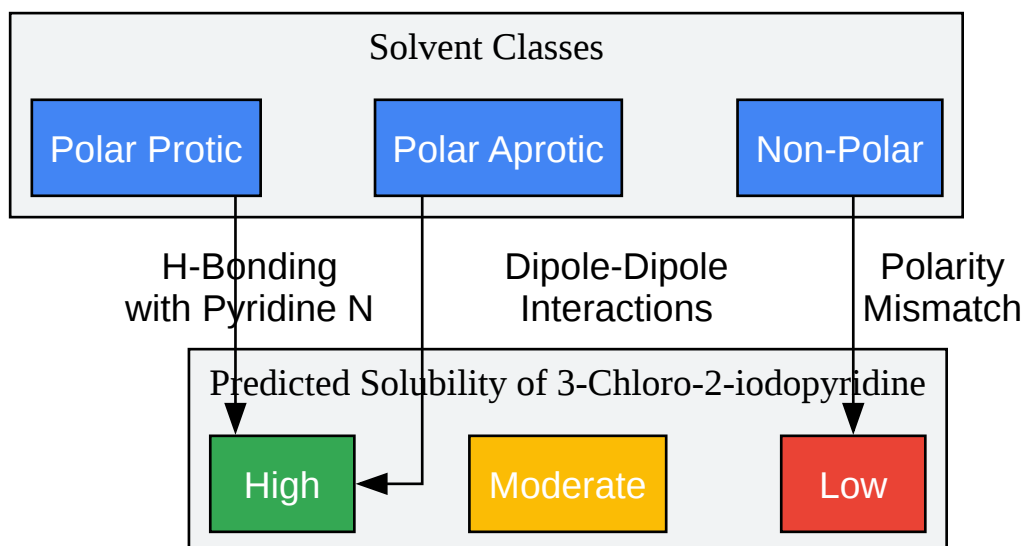 Solvent Classes
Polar Protic
Polar Aprotic
Non-Polar
H-Bonding
with Pyridine N
Dipole-Dipole
Interactions
Polarity
Mismatch
Predicted Solubility of 3-Chloro-2-iodopyridine
High
Moderate
Low